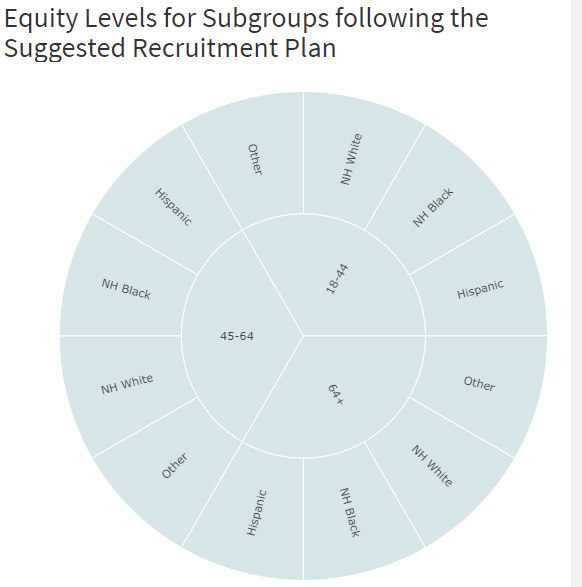 Equity Levels for Subgroups following the
Suggested Recruitment Plan
Other
NH White
Hispanic
NH Black
18-44
NH Black
Hispanic
45-64
NH White
64+
Other
Other
NH White
Hispanic
NH Black